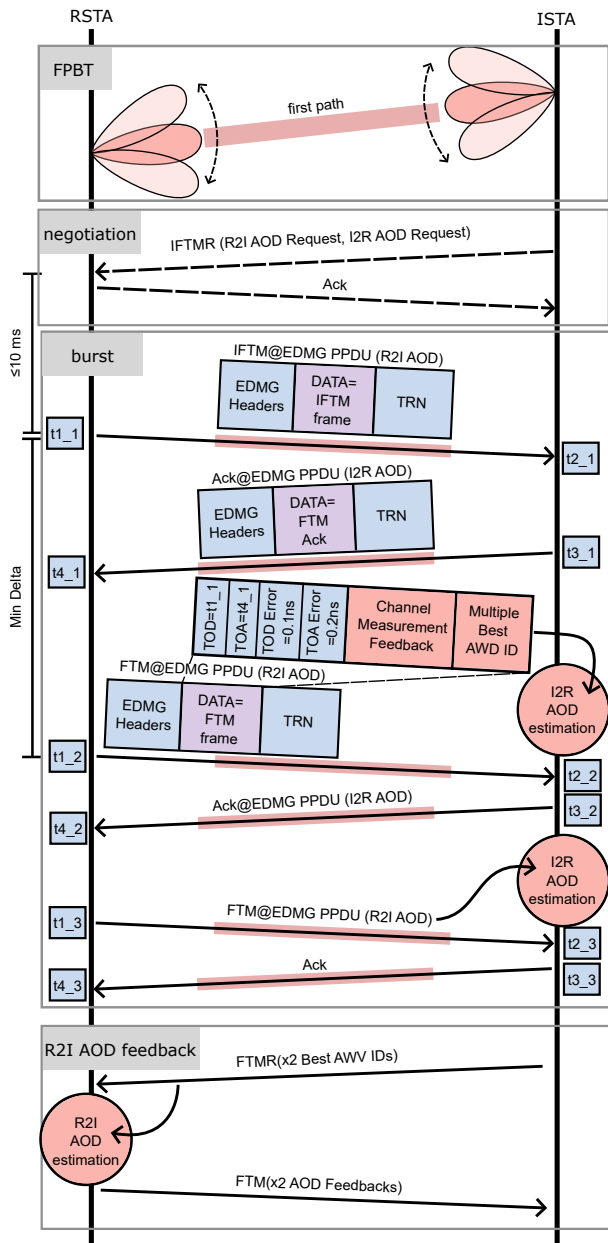 RSTA
ISTA
FPBT
first path
negotiation
IFTMR (R2I AOD Request, I2R AOD Request)
Ack
≤10 ms
burst
IFTM@EDMG PPDU (R2I AOD)
EDMG
Headers
DATA=
IFTM
frame
TRN
t1_1
t2_1
Ack@EDMG PPDU (I2R AOD)
EDMG
Headers
DATA=
FTM
Ack
TRN
t3_1
t4_1
Min Delta
TOD=t1_1
TOA=t4_1
TOD Error
=0.1ns
TOA Error
=0.2ns
Channel
Measurement
Feedback
Multiple
Best
AWD ID
FTM@EDMG PPDU (R2I AOD)
EDMG
Headers
DATA=
FTM
frame
TRN
I2R
AOD
estimation
t1_2
t2_2
Ack@EDMG PPDU (I2R AOD)
t3_2
t4_2
I2R
AOD
estimation
FTM@EDMG PPDU (R2I AOD)
t1_3
t2_3
Ack
t3_3
t4_3
R2I AOD feedback
FTMR(x2 Best AWV IDs)
R2I
AOD
estimation
FTM(x2 AOD Feedbacks)